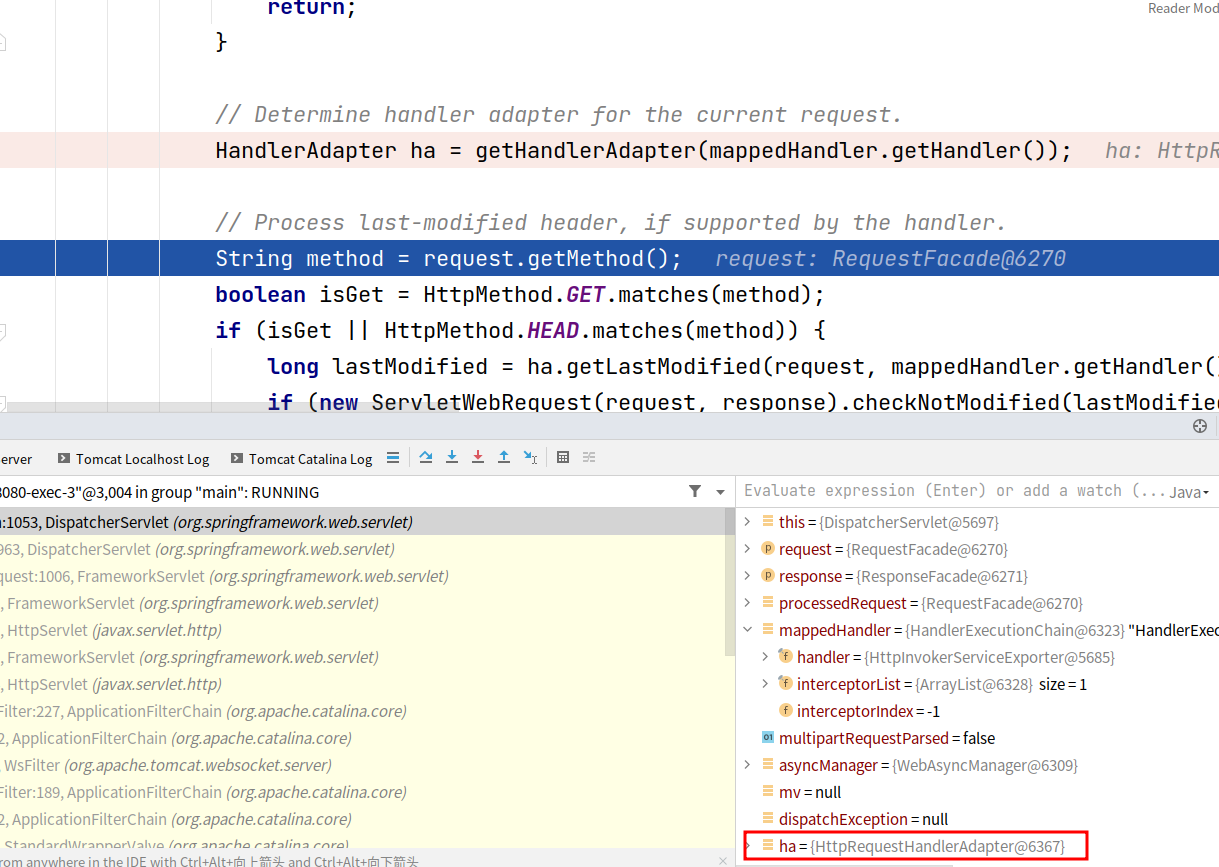 return;
Reader Mod
}
// Determine handler adapter for the current request.
HandlerAdapter ha = getHandlerAdapter(mappedHandler.getHandler()); ha: HttpR
// Process last-modified header, if supported by the handler.
String method = request.getMethod(); request: RequestFacade@6270
boolean isGet = HttpMethod.GET.matches(method);
if (isGet || HttpMethod.HEAD.matches(method)) {
long lastModified = ha.getLastModified(request, mappedHandler.getHandler()
if (new ServletWebRequest(request, response).checkNotModified(lastModified
erver Tomcat Localhost Log Tomcat Catalina Log
8080-exec-3"@3,004 in group "main": RUNNING
:1053, DispatcherServlet (org.springframework.web.servlet)
963, DispatcherServlet (org.springframework.web.servlet)
quest:1006, FrameworkServlet (org.springframework.web.servlet)
, FrameworkServlet (org.springframework.web.servlet)
, HttpServlet (javax.servlet.http)
, FrameworkServlet (org.springframework.web.servlet)
, HttpServlet (javax.servlet.http)
Filter:227, ApplicationFilterChain (org.apache.catalina.core)
2, ApplicationFilterChain (org.apache.catalina.core)
, WsFilter (org.apache.tomcat.websocket.server)
Filter:189, ApplicationFilterChain (org.apache.catalina.core)
2, ApplicationFilterChain (org.apache.catalina.core)
, StandardWrapperValve (org.apache.catalina.core)
rom anywhere in the IDE with Ctrl+Alt+向上箭头 and Ctrl+Alt+向下箭头
Evaluate expression (Enter) or add a watch (... Java
this = {DispatcherServlet@5697}
request = {RequestFacade@6270}
response = {ResponseFacade@6271}
processedRequest = {RequestFacade@6270}
mappedHandler = {HandlerExecutionChain@6323} "HandlerExec
handler = {HttpInvokerServiceExporter@5685}
interceptorList = {ArrayList@6328} size = 1
interceptorIndex = -1
multipartRequestParsed = false
asyncManager = {WebAsyncManager@6309}
mv = null
dispatchException = null
ha = {HttpRequestHandlerAdapter@6367}